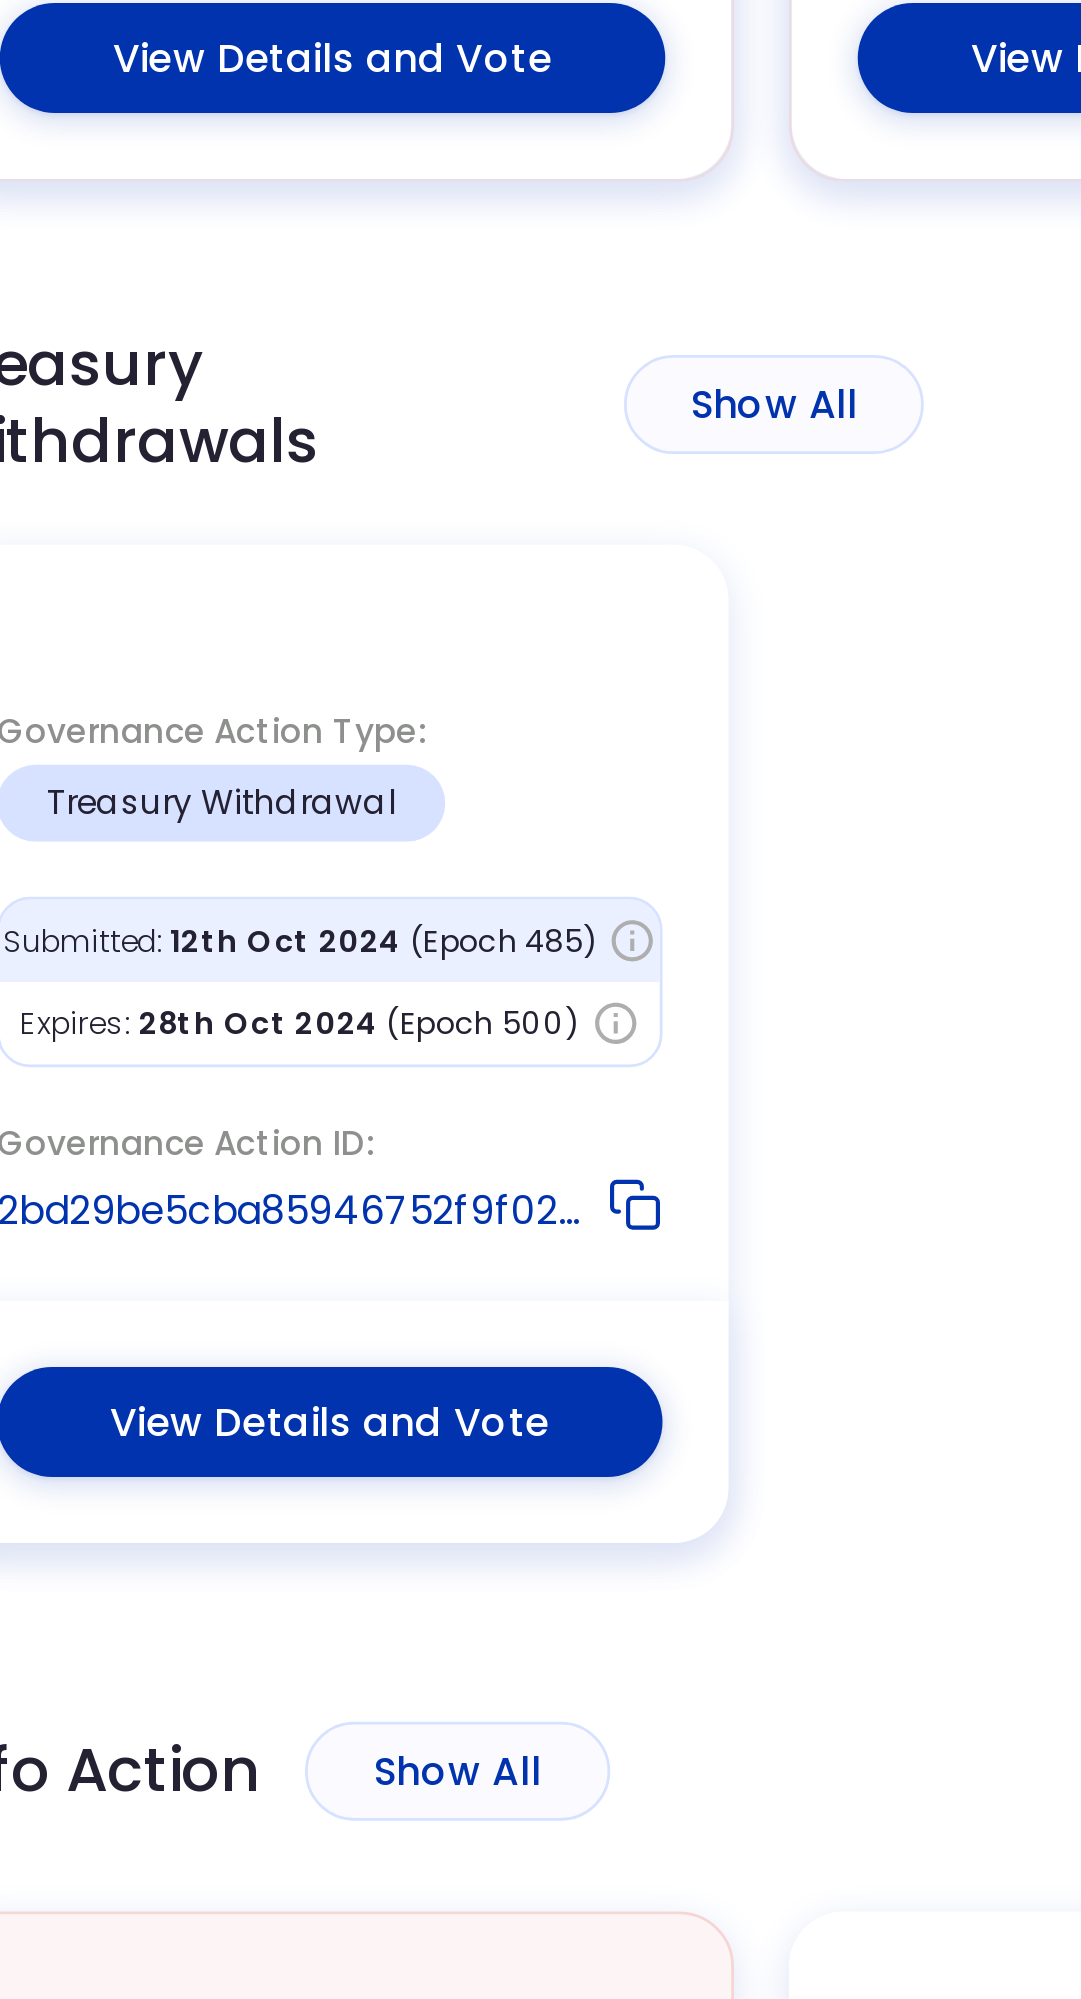 View Details and Vote
View
easury
ithdrawals
Show All
Governance Action Type:
Treasury Withdrawal
Submitted: 12th Oct 2024 (Epoch 485)
Expires: 28th Oct 2024 (Epoch 500)
Governance Action ID:
2bd29be5cba85946752f9f02...
View Details and Vote
fo Action
Show All